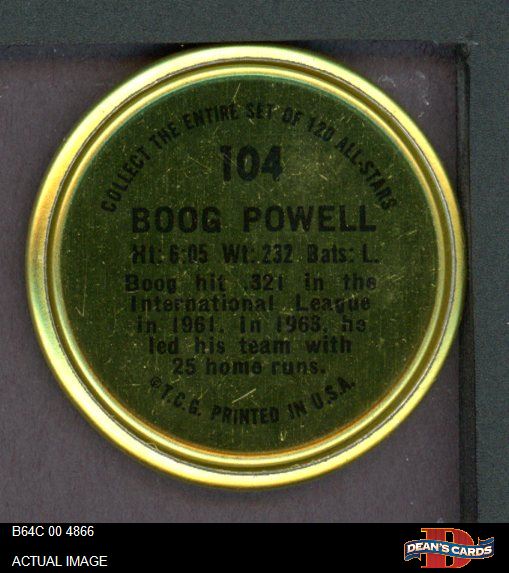 COLLECT THE ENTIRE SET OF 120 ALL-STARS
104
BOOG POWELL
Ht: 6:05 Wt: 232 Bats: L.
Boog hit .321 in the
International League
in 1961. In 1963, he
led his team with
25 home runs.
©T.C.G. PRINTED IN U.S.A.
B64C 00 4866
ACTUAL IMAGE
D
DEAN'S CARDS